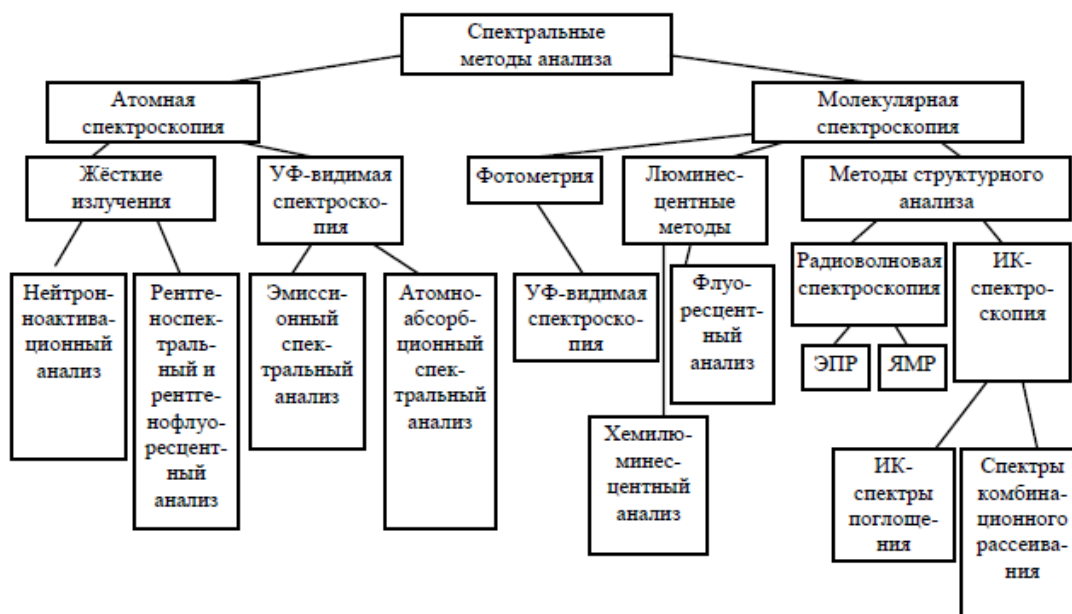 Спектральные
методы анализа
Атомная
спектроскопия
Молекулярная
спектроскопия
Жёсткие
излучения
УФ-видимая
спектроско-
пия
Фотометрия
Люминес-
центные
методы
Методы структурного
анализа
Нейтрон-
ноактива-
ционный
анализ
Рентге-
носпек-
траль-
ный и
рентге-
нофлуо-
ресцент-
ный
анализ
Эмисси-
онный
спек-
тральный
анализ
Атомно-
абсорб-
ционный
спек-
тральный
анализ
УФ-видимая
спектроско-
пия
Флуо-
ресцент-
ный
анализ
Хемилю-
минес-
центный
анализ
Радиоволновая
спектроскопия
ЭПР
ЯМР
ИК-
спектро-
скопия
ИК-
спектры
поглоще-
ния
Спектры
комбина-
ционного
рассеива-
ния